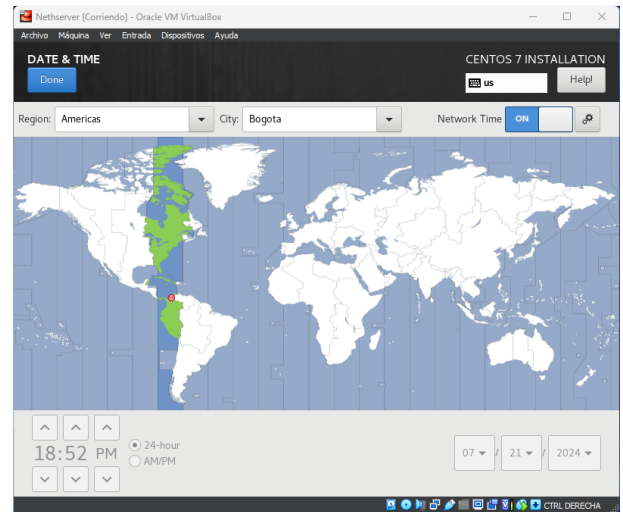 Nethserver [Corriendo] - Oracle VM VirtualBox
Archivo Máquina Ver Entrada Dispositivos Ayuda
DATE & TIME CENTOS 7 INSTALLATION
Done us Help!
Region: Americas City: Bogota Network Time ON
18:52 PM 24-hour AM/PM 07 / 21 / 2024
CTRL DERECHA